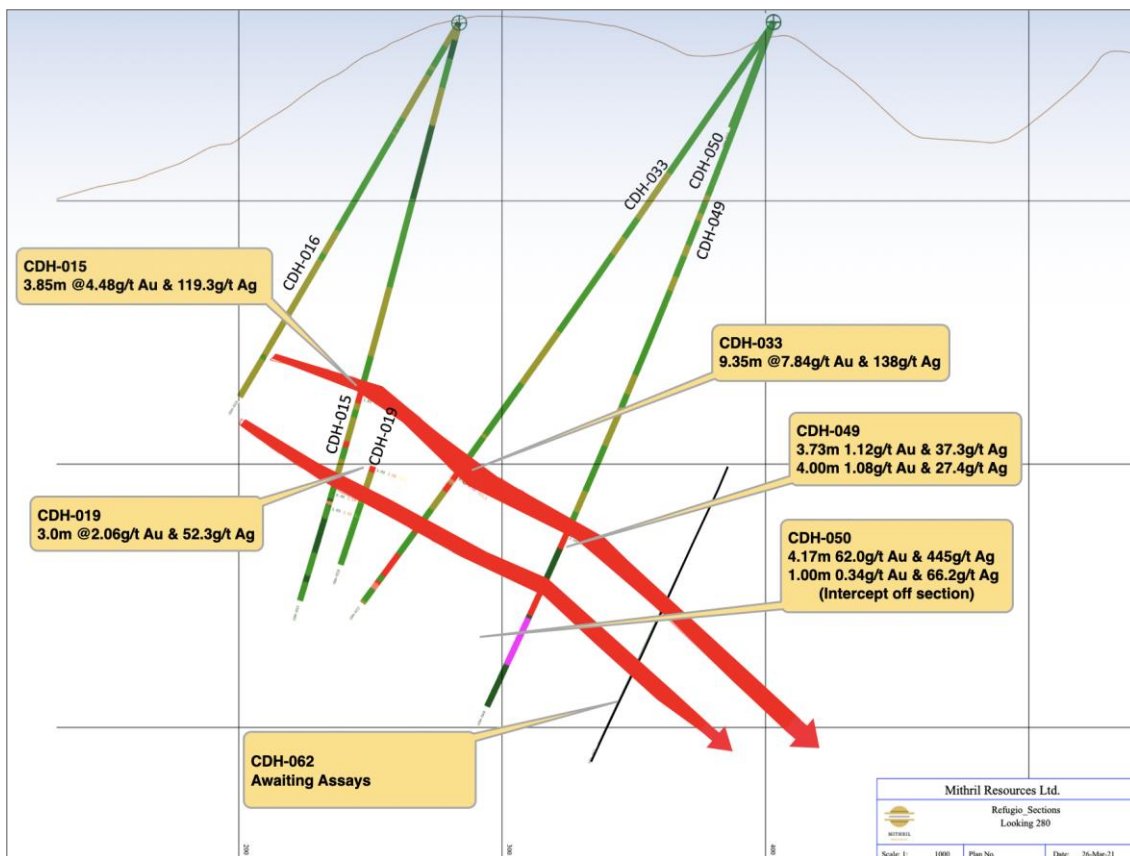 CDH-016
CDH-033
CDH-050
CDH-049
CDH-015
3.85m @4.48g/t Au & 119.3g/t Ag
CDH-033
9.35m @7.84g/t Au & 138g/t Ag
CDH-015
CDH-019
CDH-049
3.73m 1.12g/t Au & 37.3g/t Ag
4.00m 1.08g/t Au & 27.4g/t Ag
CDH-019
3.0m @2.06g/t Au & 52.3g/t Ag
CDH-050
4.17m 62.0g/t Au & 445g/t Ag
1.00m 0.34g/t Au & 66.2g/t Ag
(Intercept off section)
CDH-062
Awaiting Assays
Mithril Resources Ltd.
Refugio_Sections
Looking 280
MITHRIL
Scale 1: 1000 Plan No. Date: 26-Mar-21
200
300
400